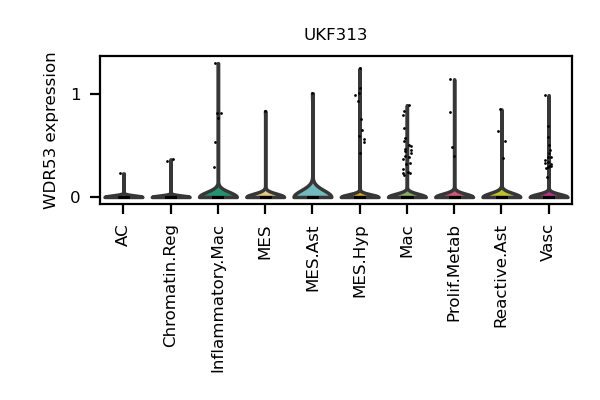 UKF313
WDR53 expression
1
0
AC
Chromatin.Reg
Inflammatory.Mac
MES
MES.Ast
MES.Hyp
Mac
Prolif.Metab
Reactive.Ast
Vasc